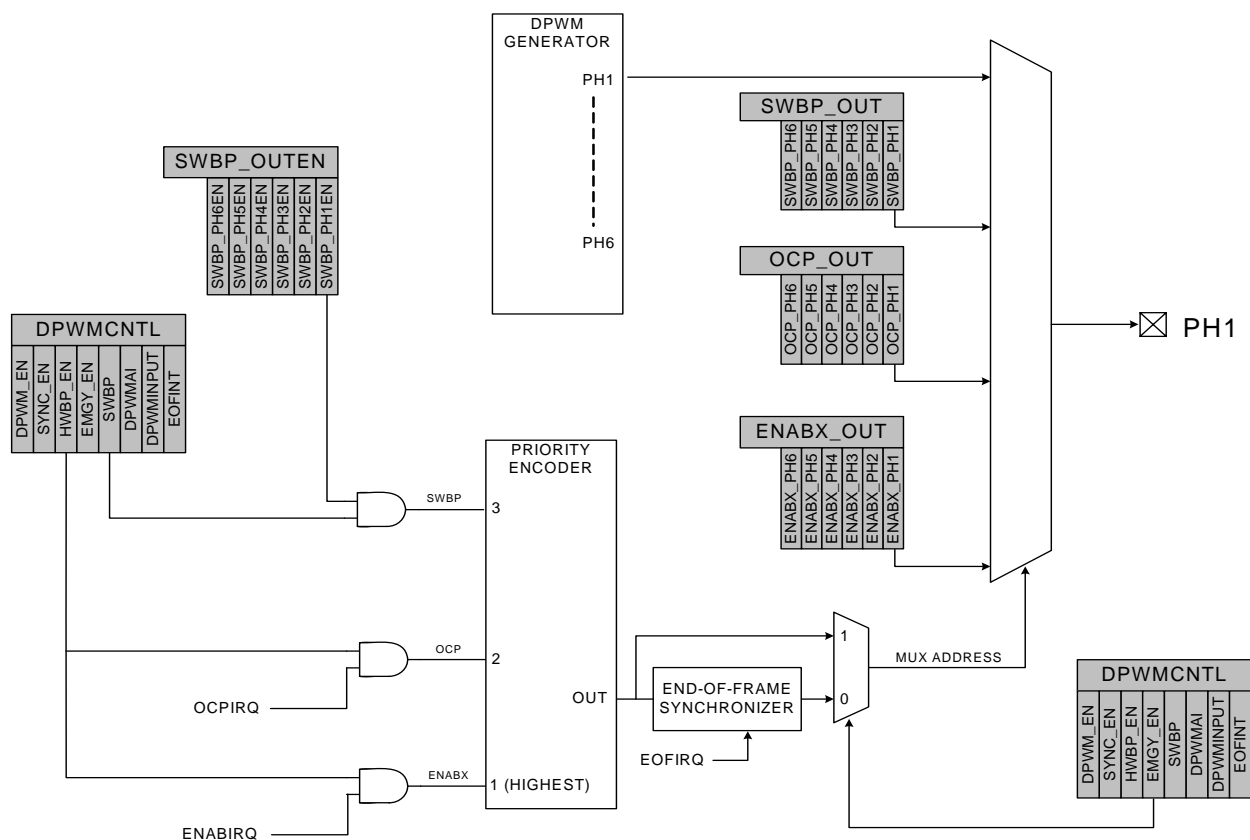 DPWM
GENERATOR
PH1
PH6
SWBP_OUT
SWBP_PH6
SWBP_PH5
SWBP_PH4
SWBP_PH3
SWBP_PH2
SWBP_PH1
SWBP_OUTEN
SWBP_PH6EN
SWBP_PH5EN
SWBP_PH4EN
SWBP_PH3EN
SWBP_PH2EN
SWBP_PH1EN
OCP_OUT
OCP_PH6
OCP_PH5
OCP_PH4
OCP_PH3
OCP_PH2
OCP_PH1
PH1
DPWMCNTL
DPWM_EN
SYNC_EN
HWBP_EN
EMGY_EN
SWBP
DPWMAI
DPWMINPUT
EOFINT
ENABX_OUT
ENABX_PH6
ENABX_PH5
ENABX_PH4
ENABX_PH3
ENABX_PH2
ENABX_PH1
PRIORITY
ENCODER
SWBP
3
OCP
2
OCPIRQ
OUT
END-OF-FRAME
SYNCHRONIZER
1
0
MUX ADDRESS
EOFIRQ
ENABX
1 (HIGHEST)
ENABIRQ
DPWMCNTL
DPWM_EN
SYNC_EN
HWBP_EN
EMGY_EN
SWBP
DPWMAI
DPWMINPUT
EOFINT